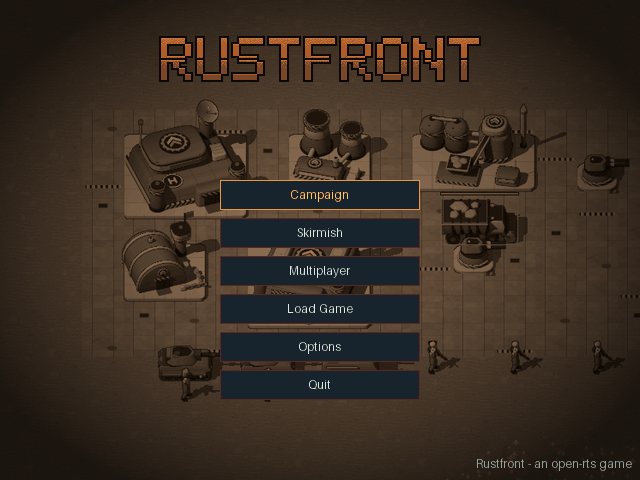 RUSTFRONT
Campaign
Skirmish
Multiplayer
Load Game
Options
Quit
Rustfront - an open-rts game